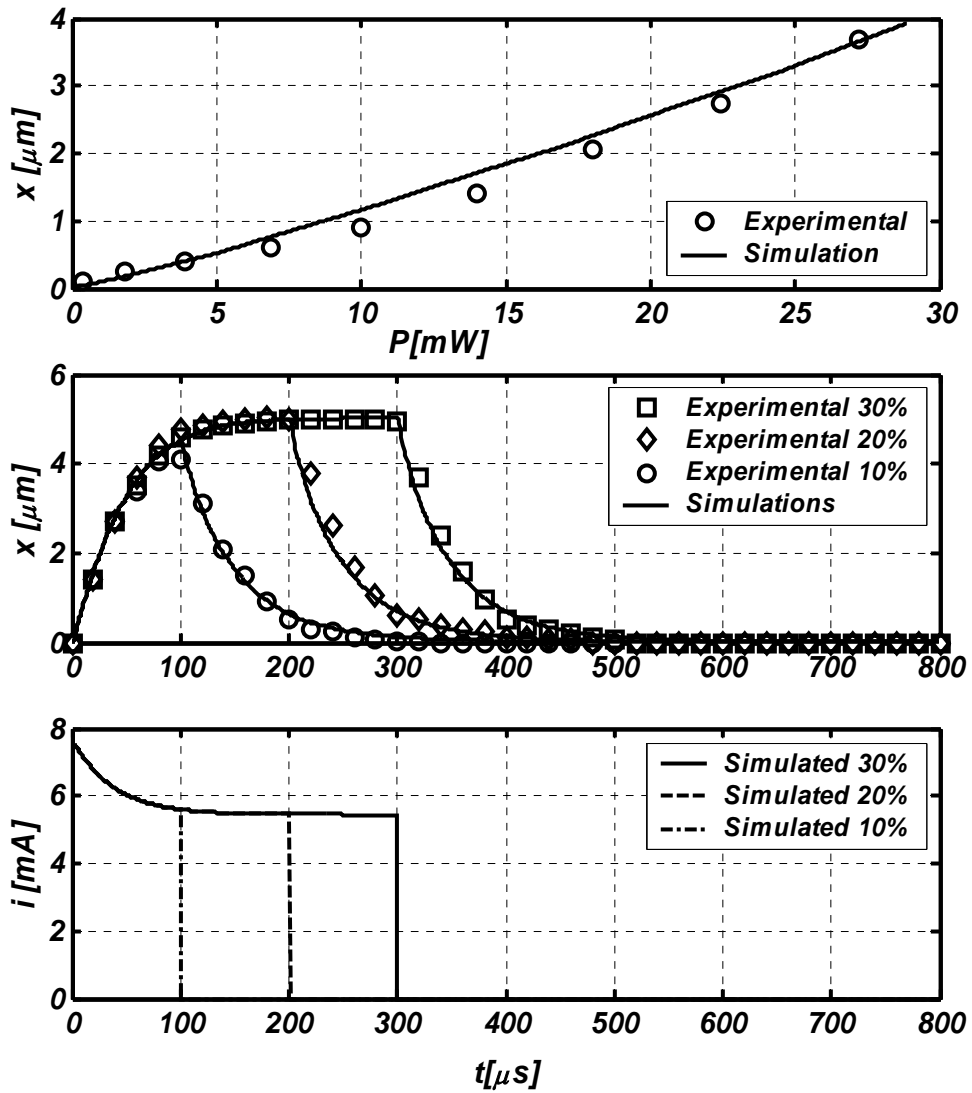 4
3
2
1
0
x [μm]
Experimental
Simulation
0 5 10 15 20 25 30
P[mW]
6
4
2
0
x [μm]
Experimental 30%
Experimental 20%
Experimental 10%
Simulations
0 100 200 300 400 500 600 700 800
8
6
4
2
0
i [mA]
Simulated 30%
Simulated 20%
Simulated 10%
0 100 200 300 400 500 600 700 800
t[μs]